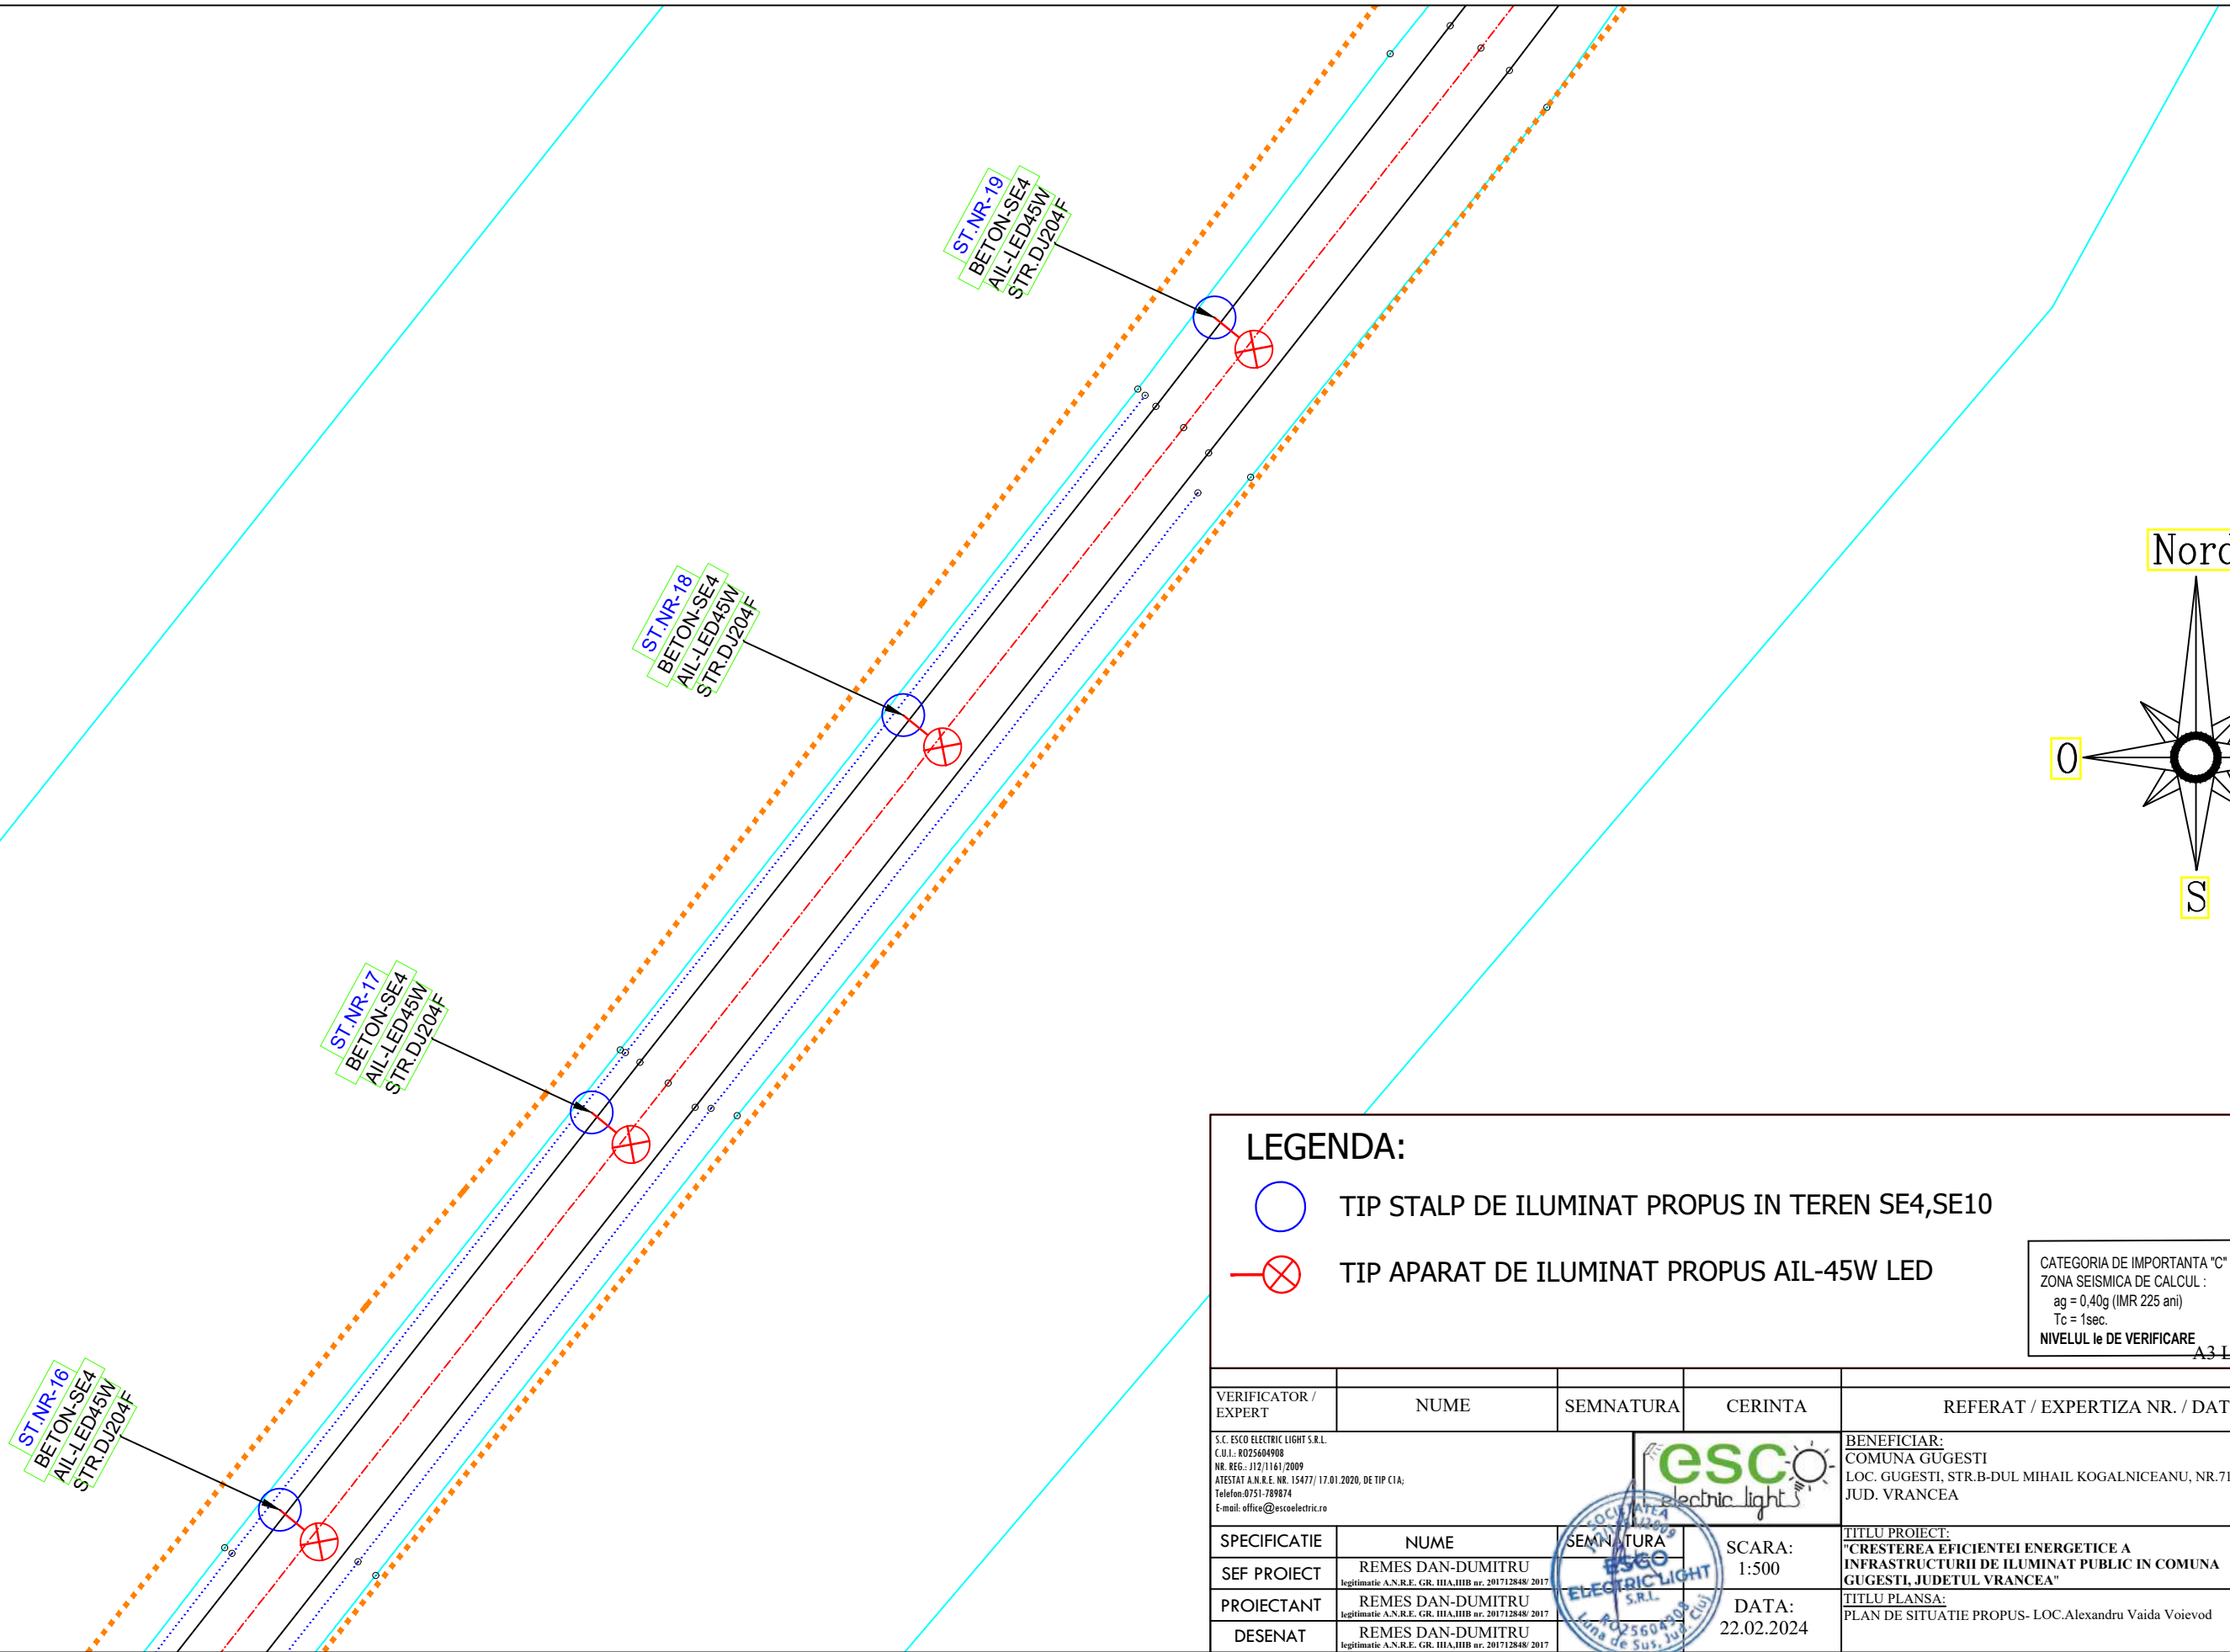 ST.NR-19
BETON-SE4
AIL-LED45W
STR.DJ204F
ST.NR-18
BETON-SE4
AIL-LED45W
STR.DJ204F
Nord
O
S
ST.NR-17
BETON-SE4
AIL-LED45W
STR.DJ204F
ST.NR-16
BETON-SE4
AIL-LED45W
STR.DJ204F
LEGENDA:
TIP STALP DE ILUMINAT PROPUS IN TEREN SE4,SE10
TIP APARAT DE ILUMINAT PROPUS AIL-45W LED
CATEGORIA DE IMPORTANTA "C"
ZONA SEISMICA DE CALCUL :
ag = 0,40g (IMR 225 ani)
Tc = 1sec.
NIVELUL Ie DE VERIFICARE
A3 L
VERIFICATOR / EXPERT
NUME
SEMNATURA
CERINTA
REFERAT / EXPERTIZA NR. / DAT
S.C. ESCO ELECTRIC LIGHT S.R.L.
C.U.I.: RO25604908
NR. REG.: J12/1161/2009
ATESTAT A.N.R.E. NR. 15477/ 17.01.2020, DE TIP C1A;
Telefon:0751-789874
E-mail: office@escoelectric.ro
esco
electric light
BENEFICIAR:
COMUNA GUGESTI
LOC. GUGESTI, STR.B-DUL MIHAIL KOGALNICEANU, NR.71
JUD. VRANCEA
SPECIFICATIE
NUME
SEMNATURA
SCARA:
1:500
TITLU PROIECT:
"CRESTEREA EFICIENTEI ENERGETICE A
INFRASTRUCTURII DE ILUMINAT PUBLIC IN COMUNA
GUGESTI, JUDETUL VRANCEA"
SEF PROIECT
REMES DAN-DUMITRU
legitimatie A.N.R.E. GR. IIIA,IIIB nr. 201712848/ 2017
PROIECTANT
REMES DAN-DUMITRU
legitimatie A.N.R.E. GR. IIIA,IIIB nr. 201712848/ 2017
DATA:
22.02.2024
TITLU PLANSA:
PLAN DE SITUATIE PROPUS- LOC.Alexandru Vaida Voievod
DESENAT
REMES DAN-DUMITRU
legitimatie A.N.R.E. GR. IIIA,IIIB nr. 201712848/ 2017
SOCIETATEA
ESCO
ELECTRIC LIGHT
S.R.L.
RO25604908
Luna de Sus, Jud. Cluj